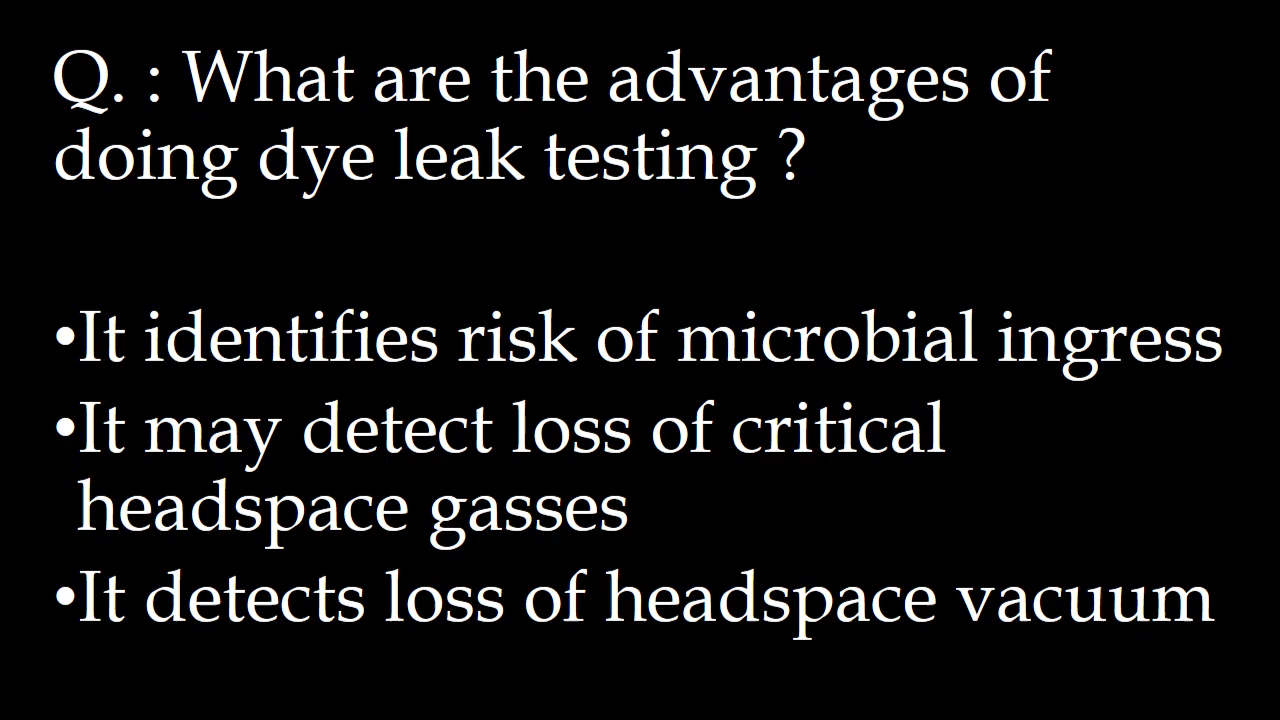 Q. : What are the advantages of
doing dye leak testing ?
•It identifies risk of microbial ingress
•It may detect loss of critical
headspace gasses
•It detects loss of headspace vacuum